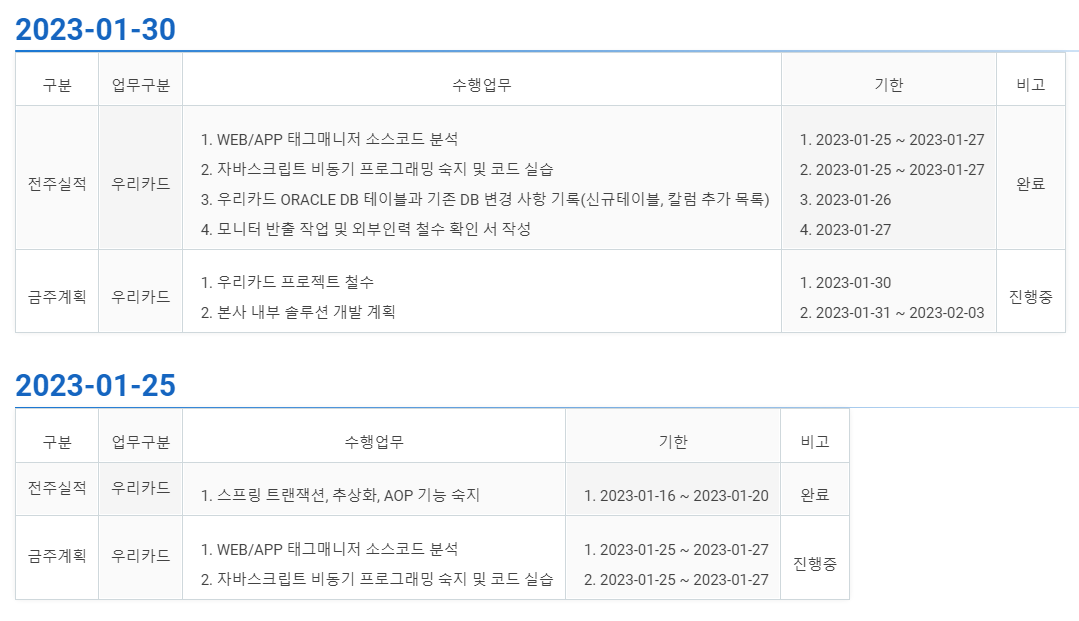 2023-01-30
구분 업무구분 수행업무 기한 비고
전주실적 우리카드 완료
1. WEB/APP 태그매니저 소스코드 분석 1. 2023-01-25 ~ 2023-01-27
2. 자바스크립트 비동기 프로그래밍 숙지 및 코드 실습 2. 2023-01-25 ~ 2023-01-27
3. 우리카드 ORACLE DB 테이블과 기존 DB 변경 사항 기록(신규테이블, 칼럼 추가 목록) 3. 2023-01-26
4. 모니터 반출 작업 및 외부인력 철수 확인 서 작성 4. 2023-01-27
금주계획 우리카드 진행중
1. 우리카드 프로젝트 철수 1. 2023-01-30
2. 본사 내부 솔루션 개발 계획 2. 2023-01-31 ~ 2023-02-03
2023-01-25
구분 업무구분 수행업무 기한 비고
전주실적 우리카드 1. 스프링 트랜잭션, 추상화, AOP 기능 숙지 1. 2023-01-16 ~ 2023-01-20 완료
금주계획 우리카드 진행중
1. WEB/APP 태그매니저 소스코드 분석 1. 2023-01-25 ~ 2023-01-27
2. 자바스크립트 비동기 프로그래밍 숙지 및 코드 실습 2. 2023-01-25 ~ 2023-01-27